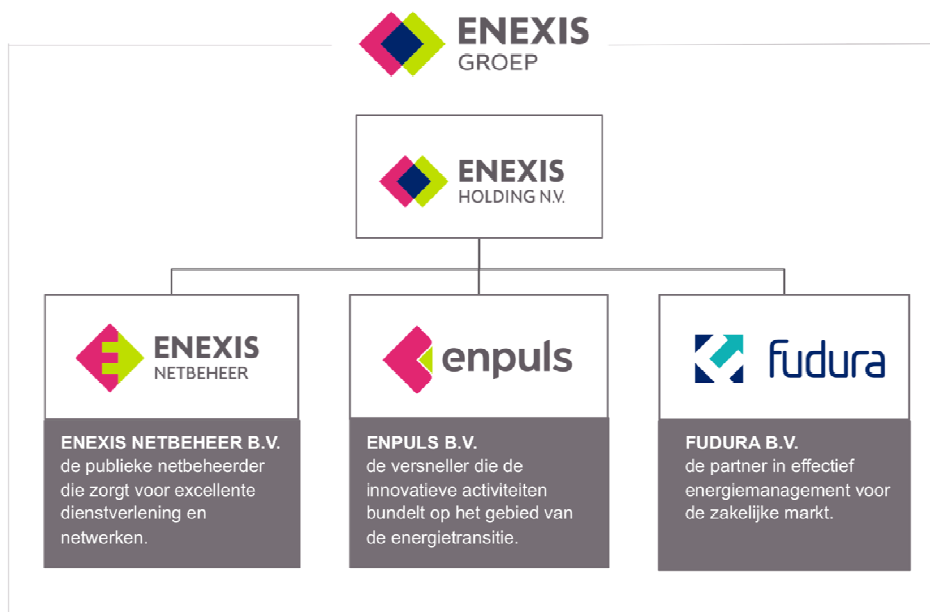 ENEXIS
GROEP
ENEXIS
HOLDING N.V.
ENEXIS
NETBEHEER
enpuls
fudura
ENEXIS NETBEHEER B.V.
de publieke netbeheerder
die zorgt voor excellente
dienstverlening en
netwerken.
ENPULS B.V.
de versneller die de
innovatieve activiteiten
bundelt op het gebied van
de energietransitie.
FUDURA B.V.
de partner in effectief
energiemanagement voor
de zakelijke markt.